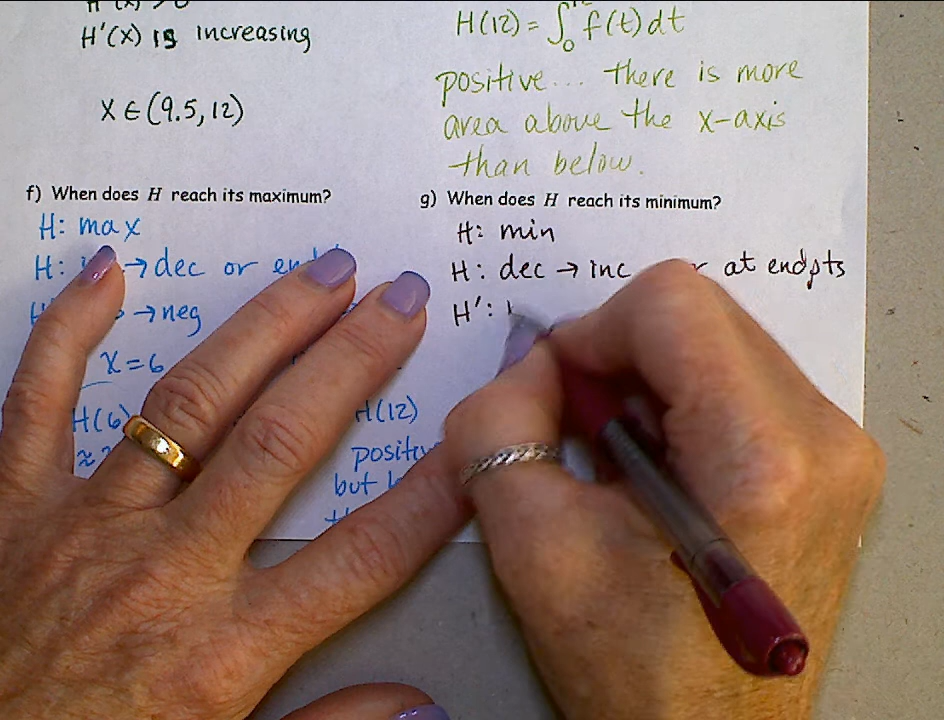 H'(x) is increasing
x ∈ (9.5, 12)
H(12) = ∫₀ f(t) dt
positive... there is more
area above the x-axis
than below.
f) When does H reach its maximum?
H: max
H: → dec or
→ neg
x = 6
H(6)
H(12)
but
g) When does H reach its minimum?
H: min
H: dec → inc at endpts
H':